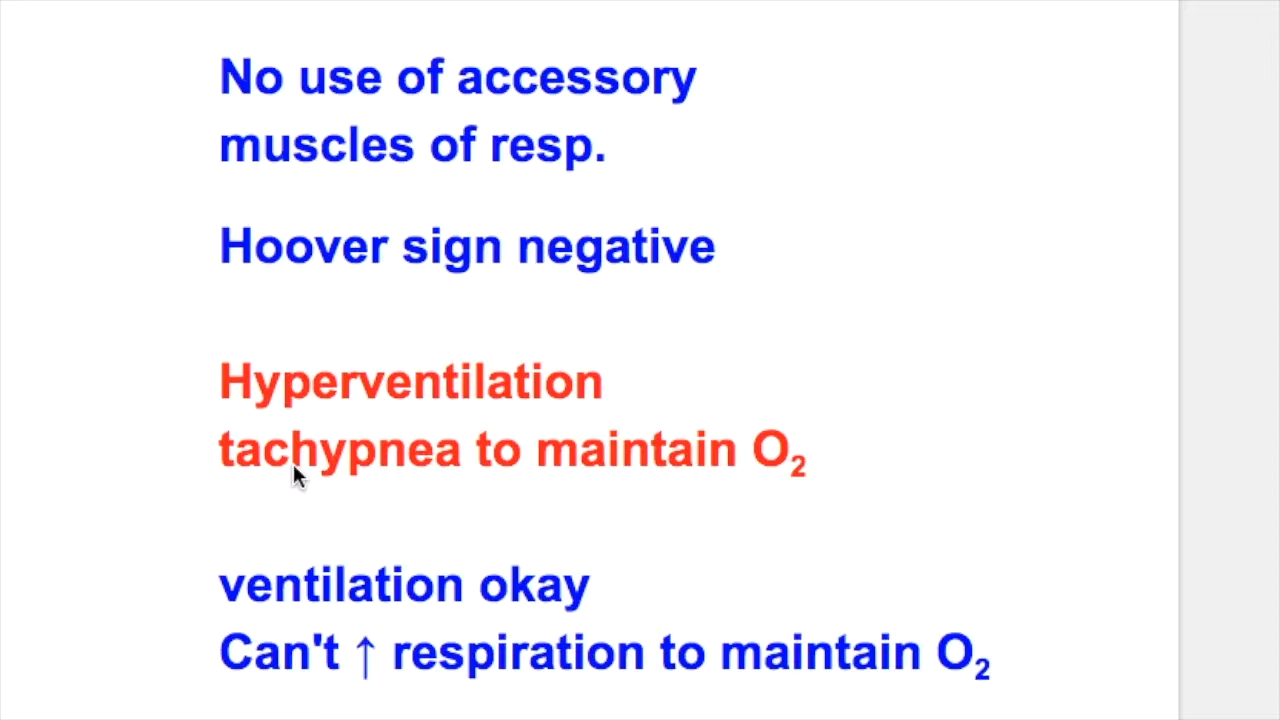 No use of accessory
muscles of resp.
Hoover sign negative
Hyperventilation
tachypnea to maintain O₂
ventilation okay
Can't ↑ respiration to maintain O₂